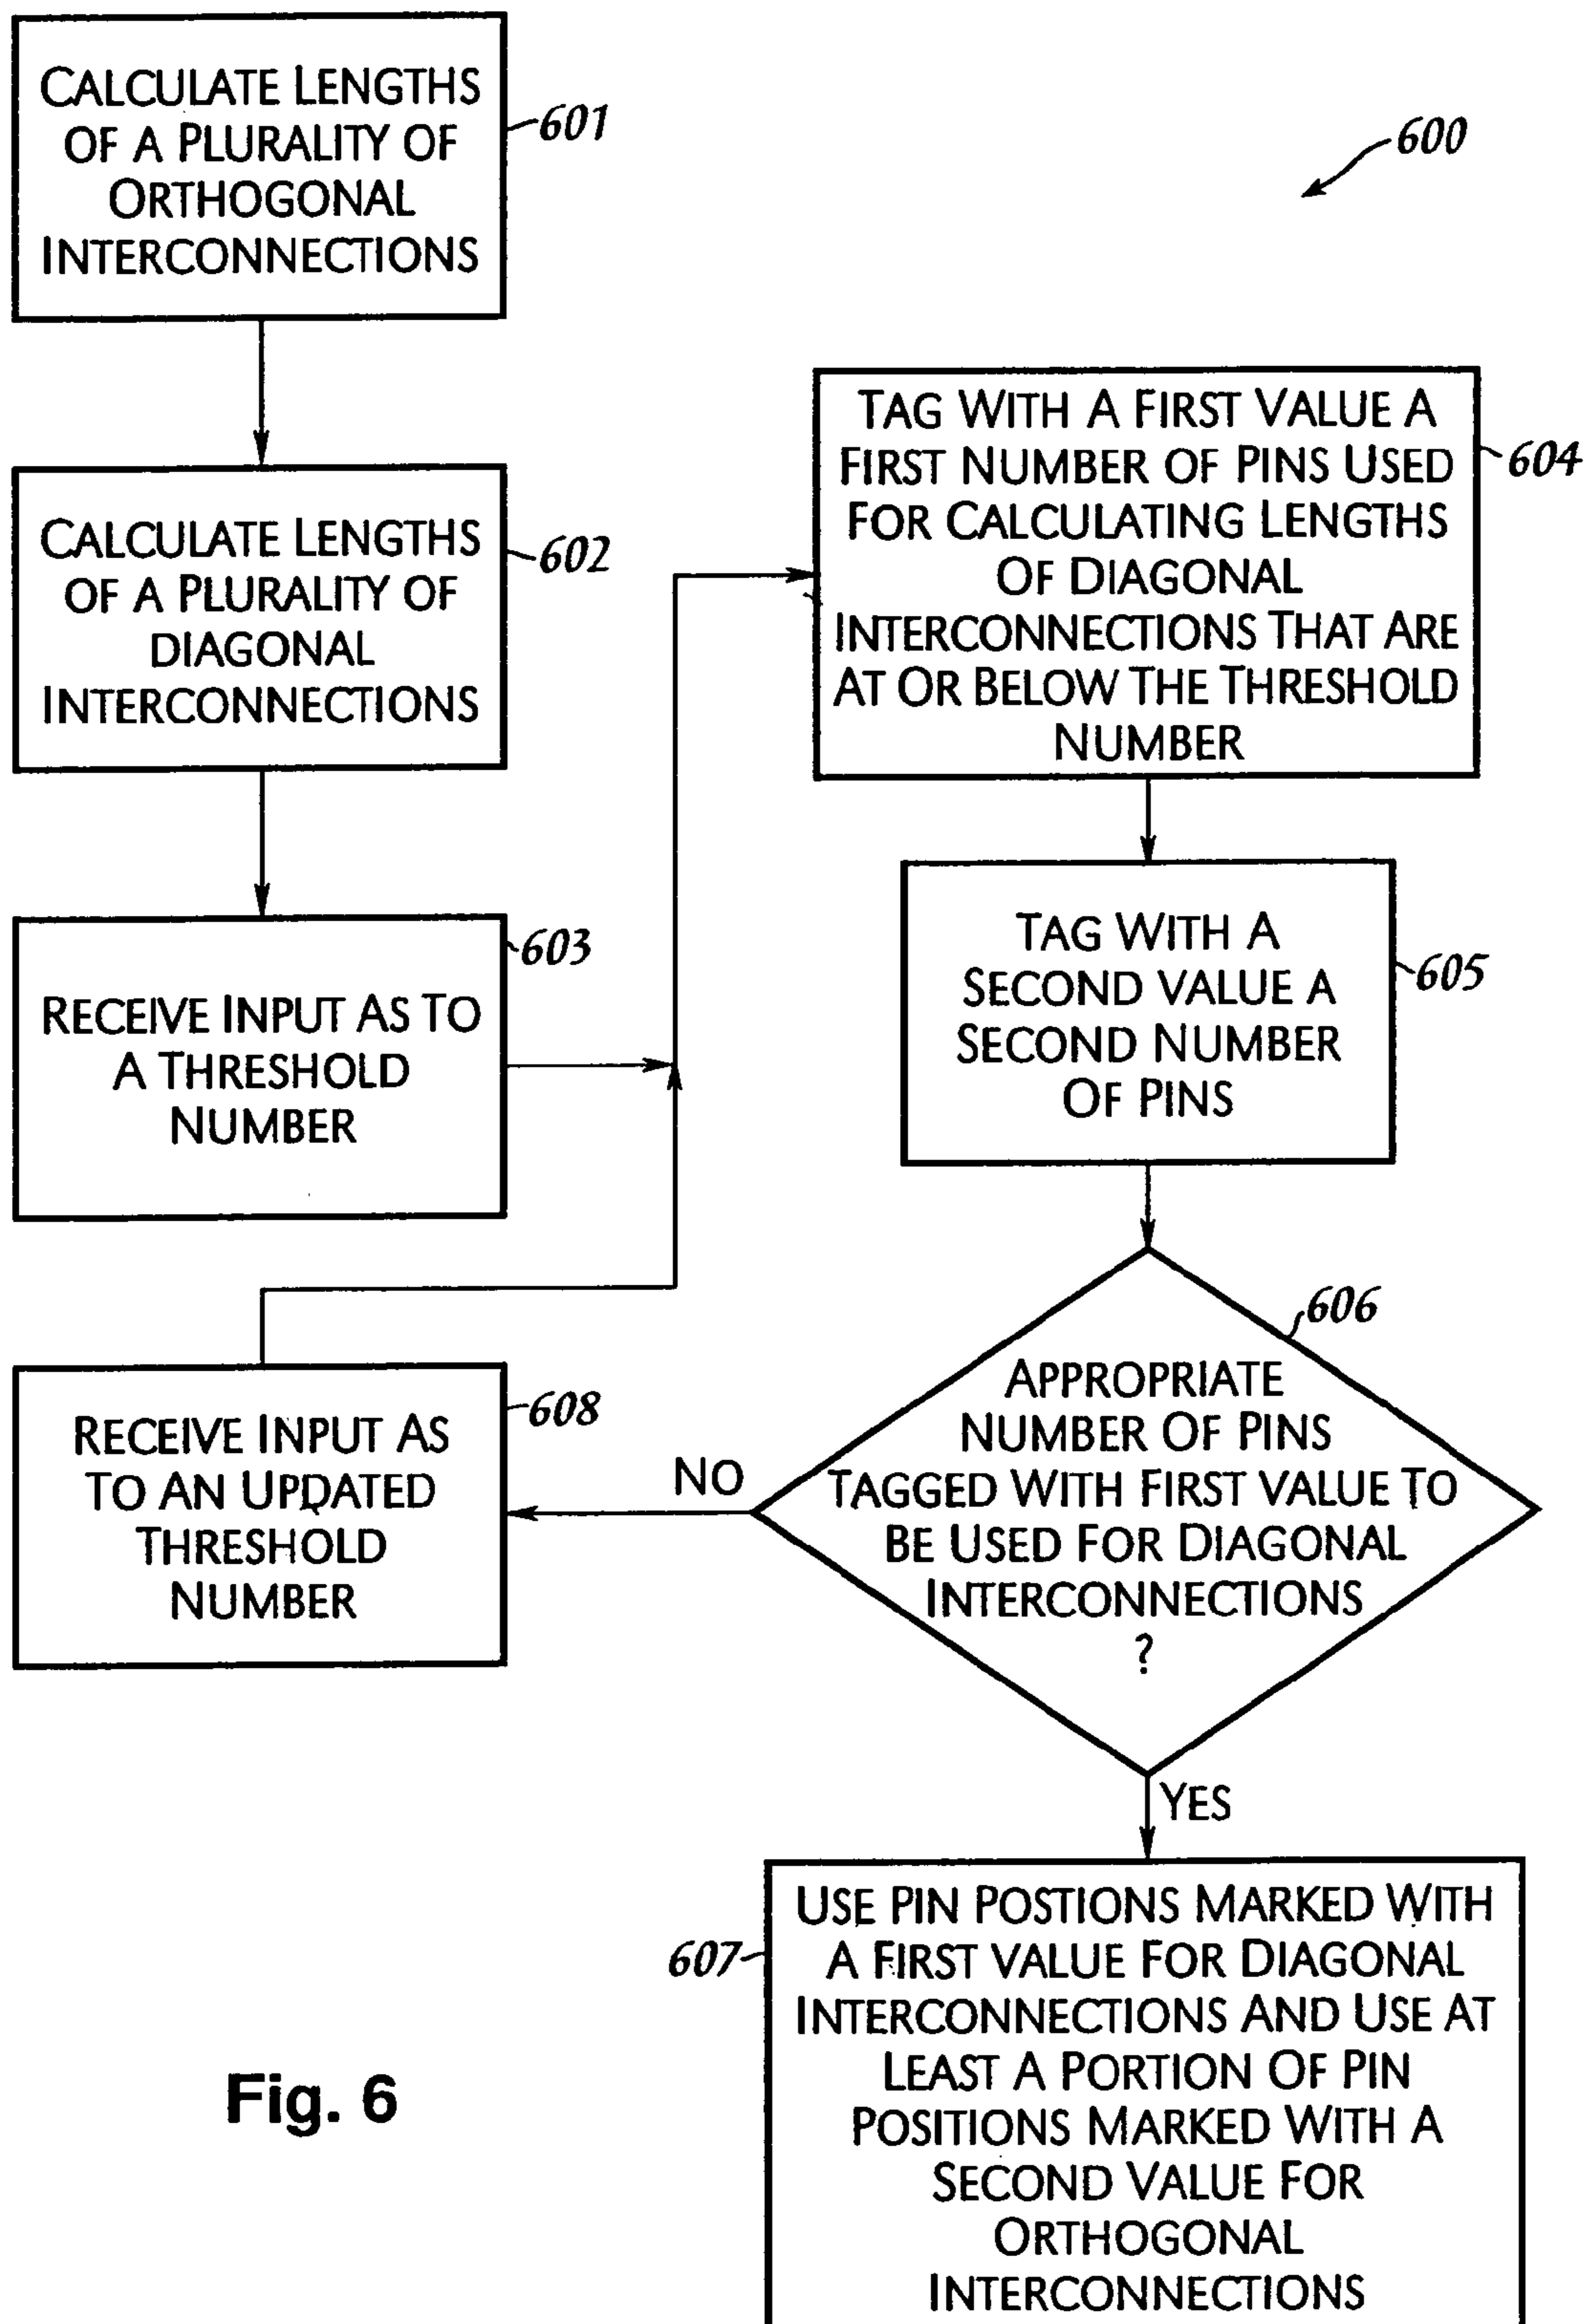 CALCULATE LENGTHS
OF A PLURALITY OF
ORTHOGONAL
INTERCONNECTIONS
601
600
CALCULATE LENGTHS
OF A PLURALITY OF
DIAGONAL
INTERCONNECTIONS
602
RECEIVE INPUT AS TO
A THRESHOLD
NUMBER
603
TAG WITH A FIRST VALUE A
FIRST NUMBER OF PINS USED
FOR CALCULATING LENGTHS
OF DIAGONAL
INTERCONNECTIONS THAT ARE
AT OR BELOW THE THRESHOLD
NUMBER
604
TAG WITH A
SECOND VALUE A
SECOND NUMBER
OF PINS
605
606
APPROPRIATE
NUMBER OF PINS
TAGGED WITH FIRST VALUE TO
BE USED FOR DIAGONAL
INTERCONNECTIONS
?
NO
RECEIVE INPUT AS
TO AN UPDATED
THRESHOLD
NUMBER
608
YES
607
USE PIN POSTIONS MARKED WITH
A FIRST VALUE FOR DIAGONAL
INTERCONNECTIONS AND USE AT
LEAST A PORTION OF PIN
POSITIONS MARKED WITH A
SECOND VALUE FOR
ORTHOGONAL
INTERCONNECTIONS
Fig. 6